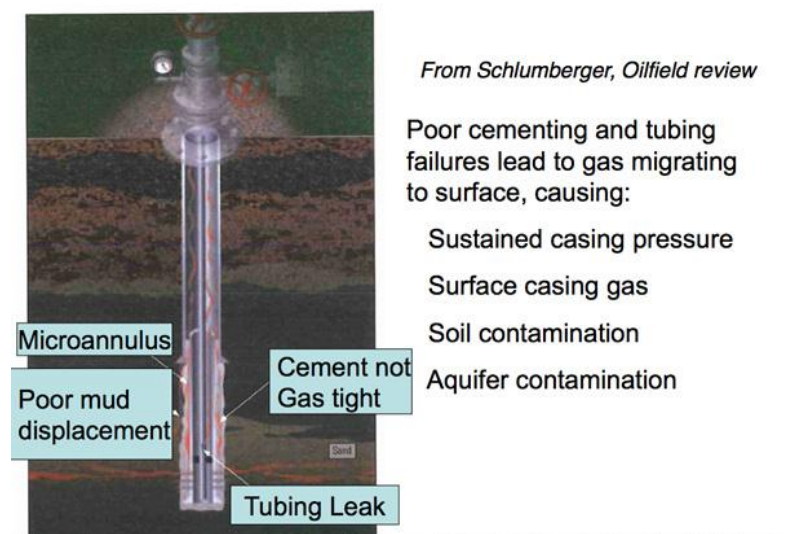 From Schlumberger, Oilfield review
Poor cementing and tubing
failures lead to gas migrating
to surface, causing:
Sustained casing pressure
Surface casing gas
Soil contamination
Aquifer contamination
Microannulus
Poor mud
displacement
Cement not
Gas tight
Sand
Tubing Leak